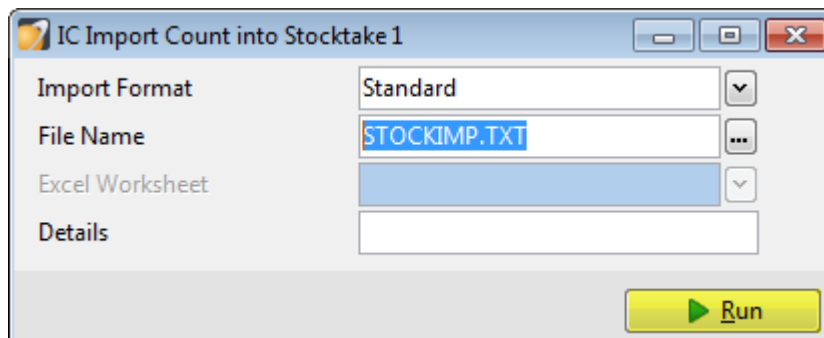 IC Import Count into Stocktake 1
Import Format Standard
File Name STOCKIMP.TXT ...
Excel Worksheet
Details
Run